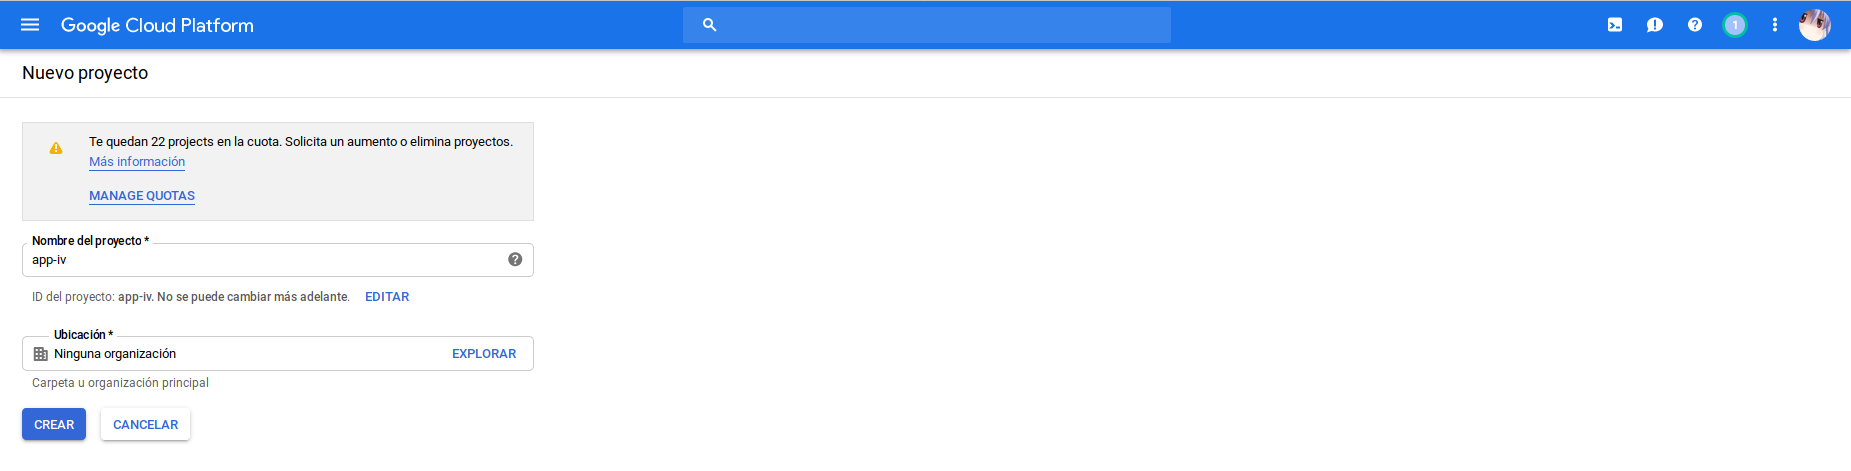 Google Cloud Platform
1
Nuevo proyecto
Te quedan 22 projects en la cuota. Solicita un aumento o elimina proyectos.
Más información
MANAGE QUOTAS
Nombre del proyecto *
app-iv
ID del proyecto: app-iv. No se puede cambiar más adelante. EDITAR
Ubicación *
Ninguna organización EXPLORAR
Carpeta u organización principal
CREAR CANCELAR